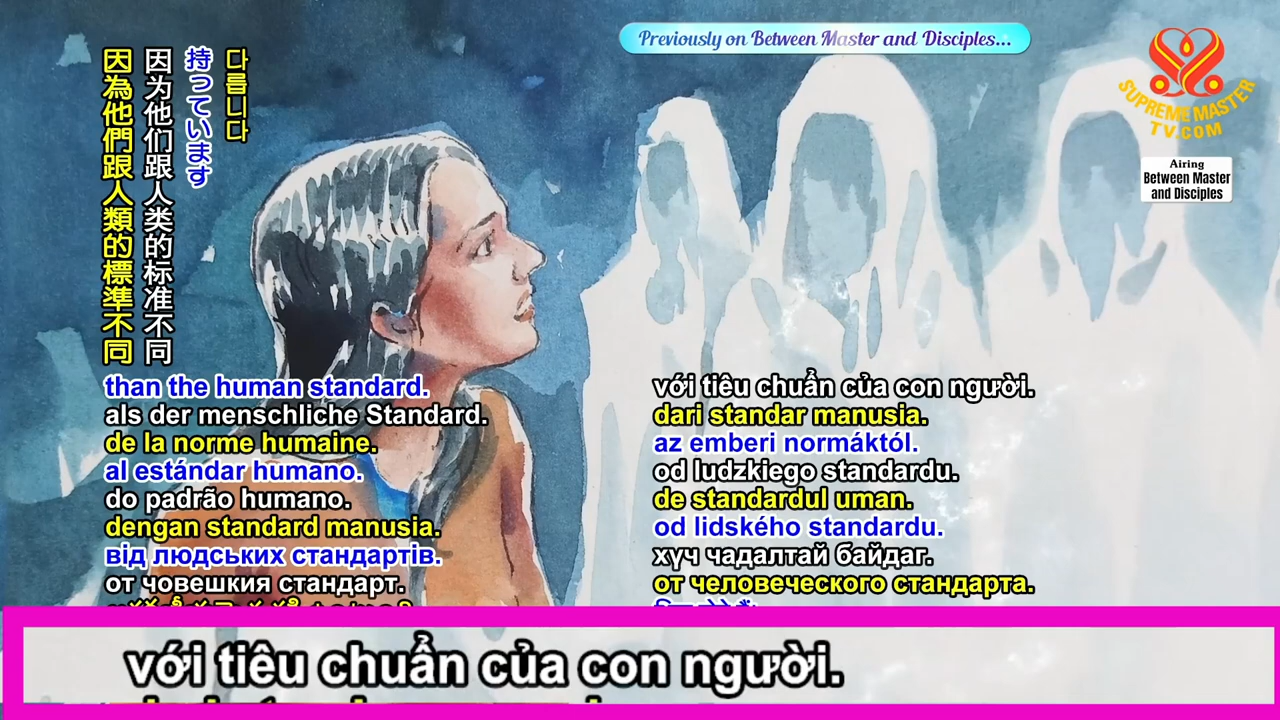 Previously on Between Master and Disciples...
SUPREME MASTER
TV.COM
Airing
Between Master
and Disciples
다릅니다
持っています
因为他们跟人类的标准不同
因為他們跟人類的標準不同
than the human standard.
als der menschliche Standard.
de la norme humaine.
al estándar humano.
do padrão humano.
dengan standard manusia.
від людських стандартів.
от човешкия стандарт.
với tiêu chuẩn của con người.
dari standar manusia.
az emberi normáktól.
od ludzkiego standardu.
de standardul uman.
od lidského standardu.
хүч чадалтай байдаг.
от человеческого стандарта.
với tiêu chuẩn của con người.